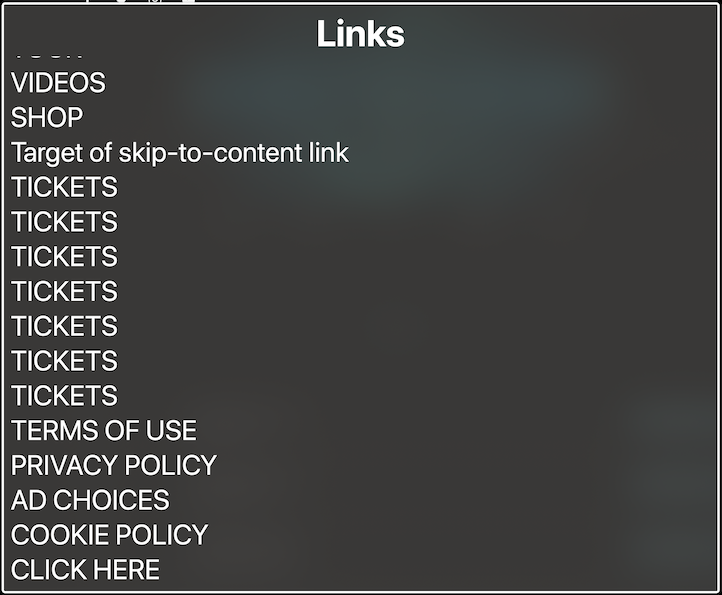 Links
VIDEOS
SHOP
Target of skip-to-content link
TICKETS
TICKETS
TICKETS
TICKETS
TICKETS
TICKETS
TICKETS
TERMS OF USE
PRIVACY POLICY
AD CHOICES
COOKIE POLICY
CLICK HERE